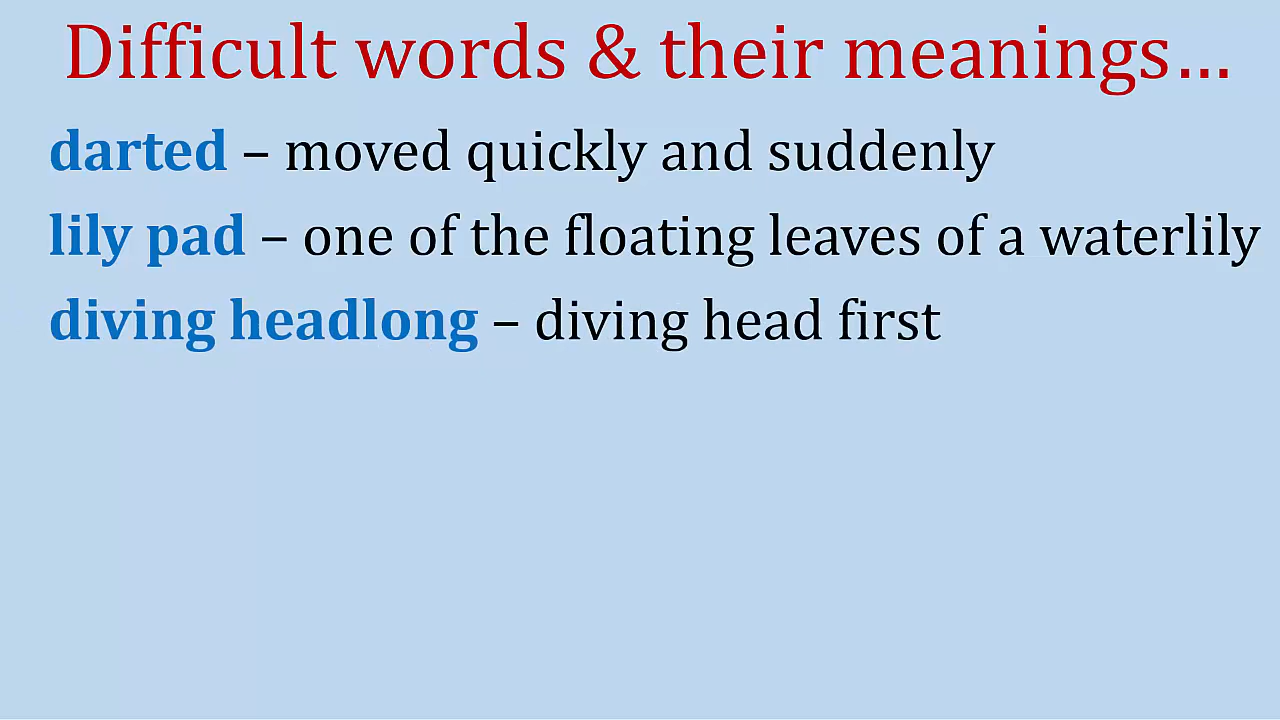 Difficult words & their meanings…
darted – moved quickly and suddenly
lily pad – one of the floating leaves of a waterlily
diving headlong – diving head first